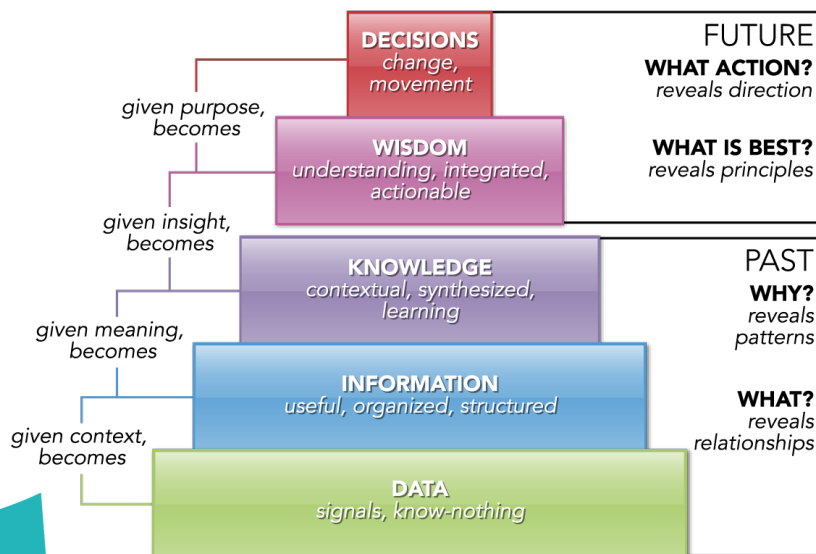 DECISIONS
change,
movement
given purpose,
becomes
WISDOM
understanding, integrated,
actionable
given insight,
becomes
KNOWLEDGE
contextual, synthesized,
learning
given meaning,
becomes
INFORMATION
useful, organized, structured
given context,
becomes
DATA
signals, know-nothing
FUTURE
WHAT ACTION?
reveals direction
WHAT IS BEST?
reveals principles
PAST
WHY?
reveals
patterns
WHAT?
reveals
relationships